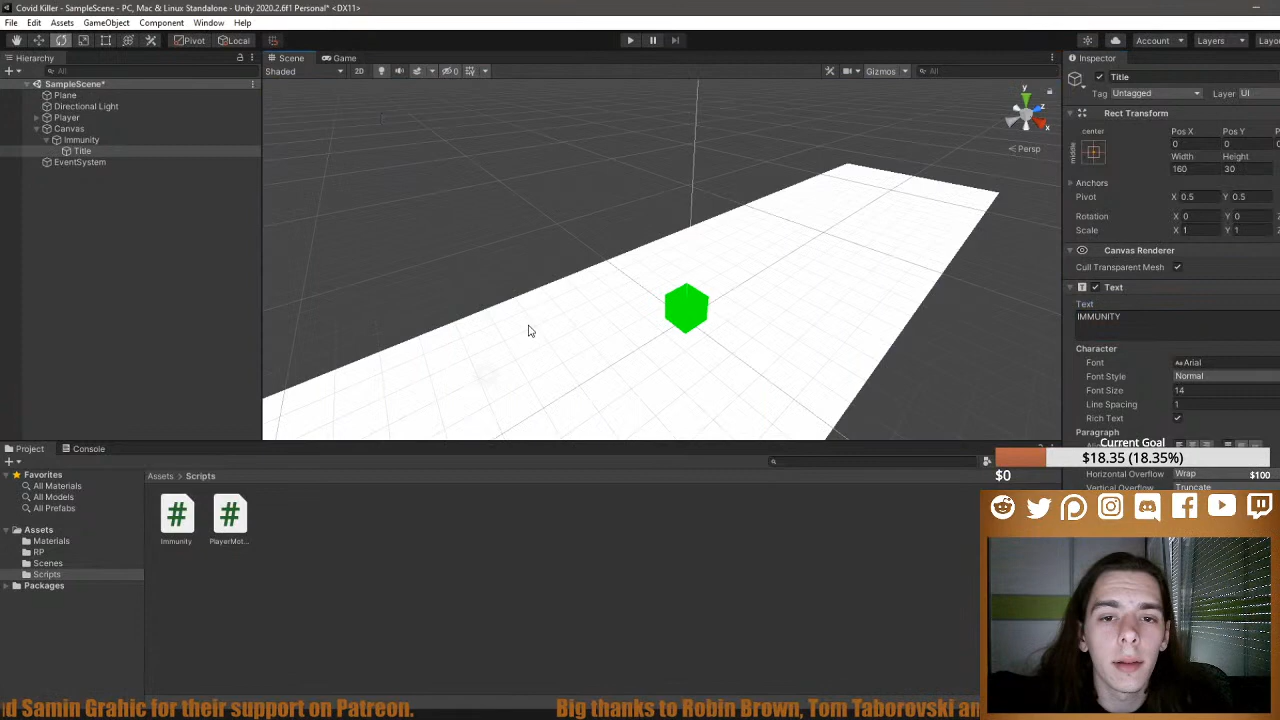 Covid Killer - SampleScene - PC, Mac & Linux Standalone - Unity 2020.2.6f1 Personal* <DX11>
File Edit Assets GameObject Component Window Help
Pivot Local Account Layers Layou
Hierarchy Scene Game Inspector
All Shaded 2D 0 Gizmos All Title
SampleScene*
Plane
Directional Light
Player
Canvas
Immunity
Title
EventSystem
y
z
x
Persp
Tag Untagged Layer UI
Rect Transform
center Pos X Pos Y P
middle 0 0 0
Width Height
160 30
Anchors
Pivot X 0.5 Y 0.5
Rotation X 0 Y 0 Z
Scale X 1 Y 1 Z
Canvas Renderer
Cull Transparent Mesh
Text
Text
IMMUNITY
Character
Font Arial
Font Style Normal
Font Size 14
Line Spacing 1
Rich Text
Paragraph
Horizontal Overflow Wrap
Vertical Overflow Truncate
Current Goal
$18.35 (18.35%)
$0 $100
Project Console
Favorites
All Materials
All Models
All Prefabs
Assets
Materials
RP
Scenes
Scripts
Packages
Assets > Scripts
Immunity PlayerMot...
d Samin Grahic for their support on Patreon. Big thanks to Robin Brown, Tom Taborovski an